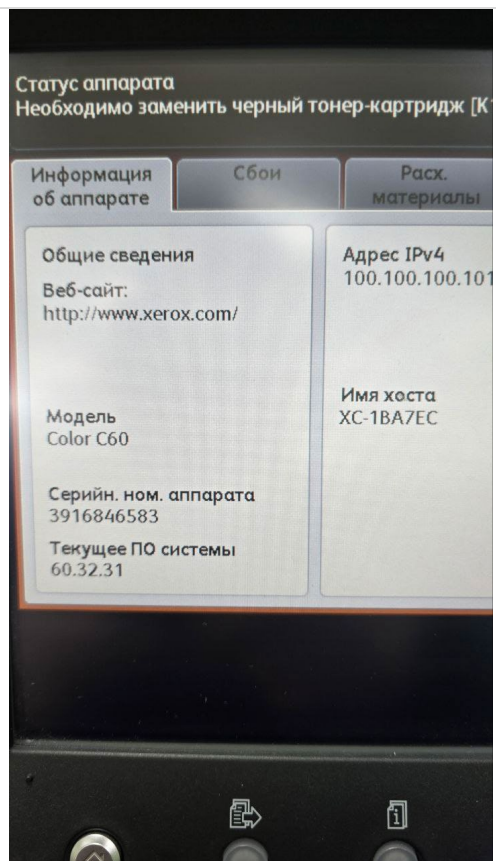 Статус аппарата
Необходимо заменить черный тонер-картридж [K
Информация
об аппарате
Сбои
Расх.
материалы
Общие сведения
Веб-сайт:
http://www.xerox.com/
Модель
Color C60
Серийн. ном. аппарата
3916846583
Текущее ПО системы
60.32.31
Адрес IPv4
100.100.100.101
Имя хоста
XC-1BA7EC